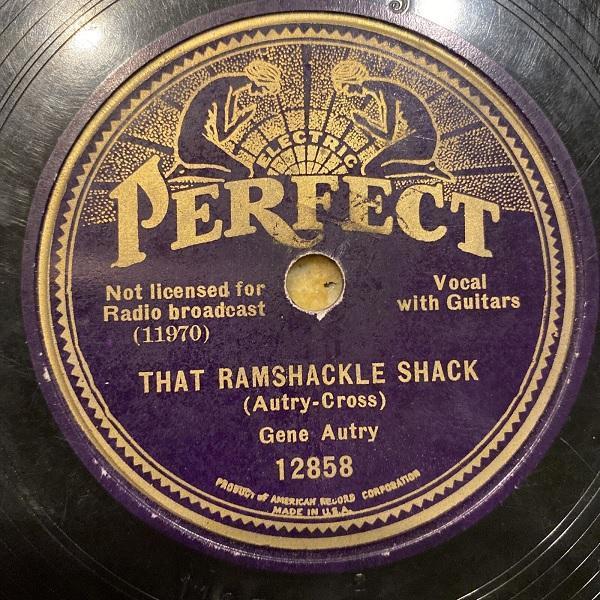 ELECTRIC
PERFECT
Not licensed for
Radio broadcast
(11970)
Vocal
with Guitars
THAT RAMSHACKLE SHACK
(Autry-Cross)
Gene Autry
12858
PRODUCT of AMERICAN RECORD CORPORATION
MADE IN U.S.A.